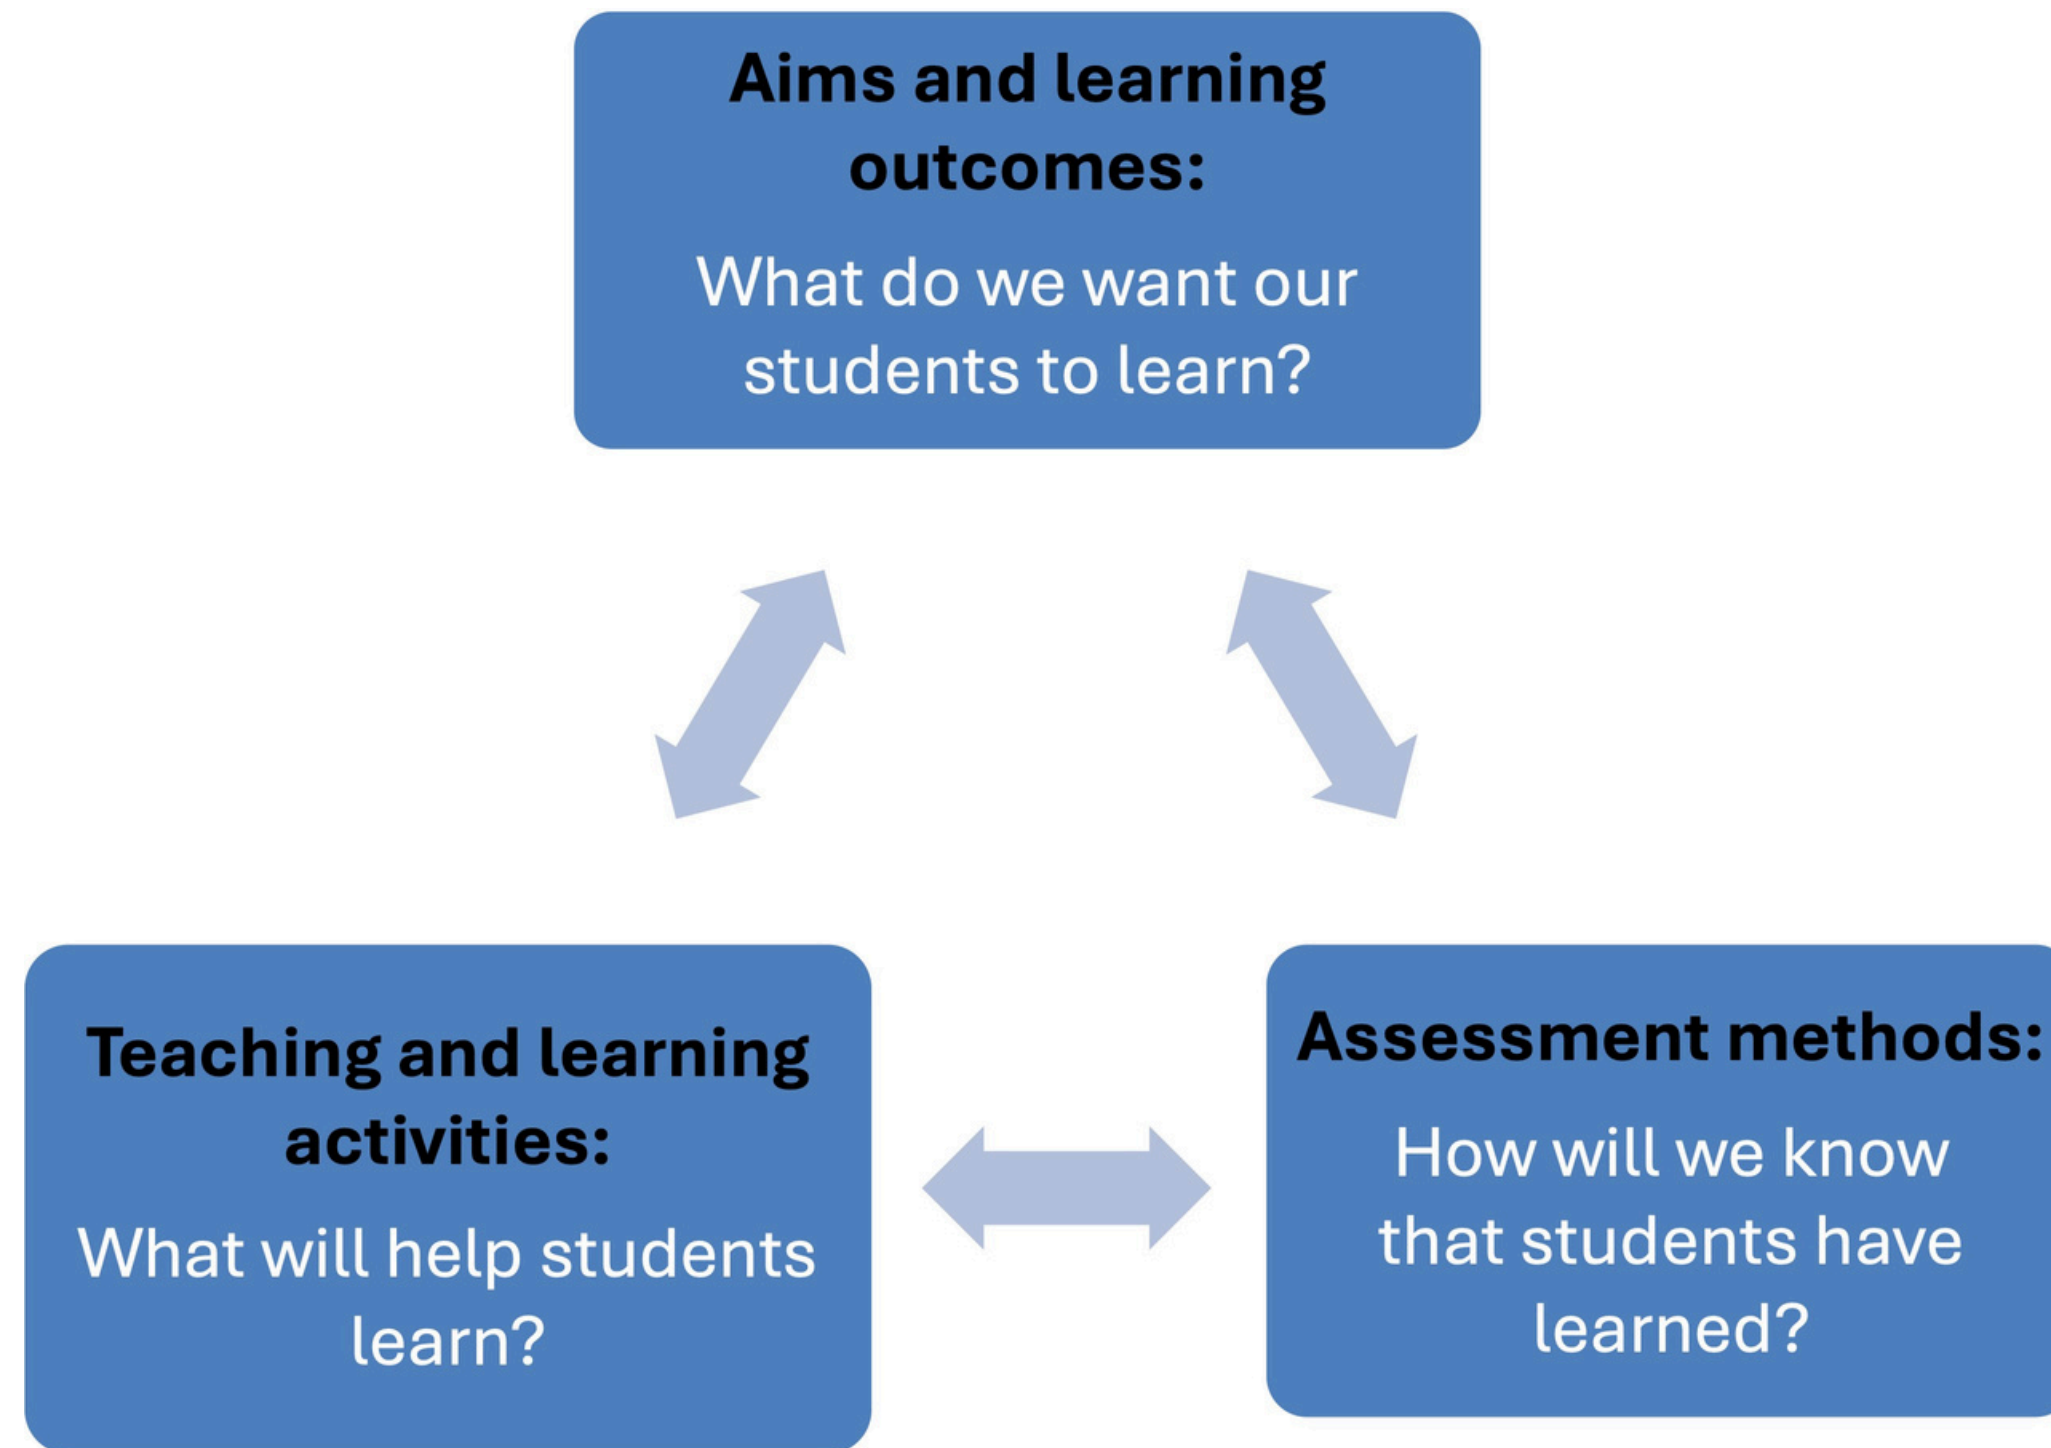 Aims and learning
outcomes:
What do we want our
students to learn?
Teaching and learning
activities:
What will help students
learn?
Assessment methods:
How will we know
that students have
learned?